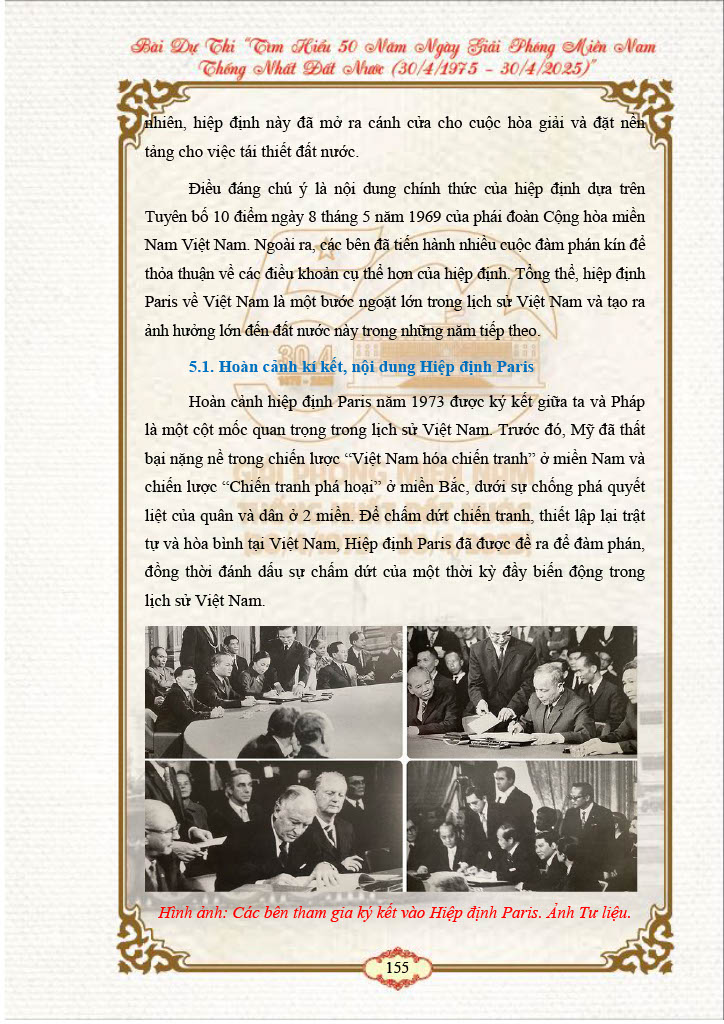 Bài Dự Thi "Tìm Hiểu 50 Năm Ngày Giải Phóng Miền Nam
Thống Nhất Đất Nước (30/4/1975 - 30/4/2025)"
nhiên, hiệp định này đã mở ra cánh cửa cho cuộc hòa giải và đặt nền
tảng cho việc tái thiết đất nước.
Điều đáng chú ý là nội dung chính thức của hiệp định dựa trên
Tuyên bố 10 điểm ngày 8 tháng 5 năm 1969 của phái đoàn Cộng hòa miền
Nam Việt Nam. Ngoài ra, các bên đã tiến hành nhiều cuộc đàm phán kín để
thỏa thuận về các điều khoản cụ thể hơn của hiệp định. Tổng thể, hiệp định
Paris về Việt Nam là một bước ngoặt lớn trong lịch sử Việt Nam và tạo ra
ảnh hưởng lớn đến đất nước này trong những năm tiếp theo.
5.1. Hoàn cảnh kí kết, nội dung Hiệp định Paris
Hoàn cảnh hiệp định Paris năm 1973 được ký kết giữa ta và Pháp
là một cột mốc quan trọng trong lịch sử Việt Nam. Trước đó, Mỹ đã thất
bại nặng nề trong chiến lược “Việt Nam hóa chiến tranh” ở miền Nam và
chiến lược “Chiến tranh phá hoại” ở miền Bắc, dưới sự chống phá quyết
liệt của quân và dân ở 2 miền. Để chấm dứt chiến tranh, thiết lập lại trật
tự và hòa bình tại Việt Nam, Hiệp định Paris đã được đề ra để đàm phán,
đồng thời đánh dấu sự chấm dứt của một thời kỳ đầy biến động trong
lịch sử Việt Nam.
Hình ảnh: Các bên tham gia ký kết vào Hiệp định Paris. Ảnh Tư liệu.
155